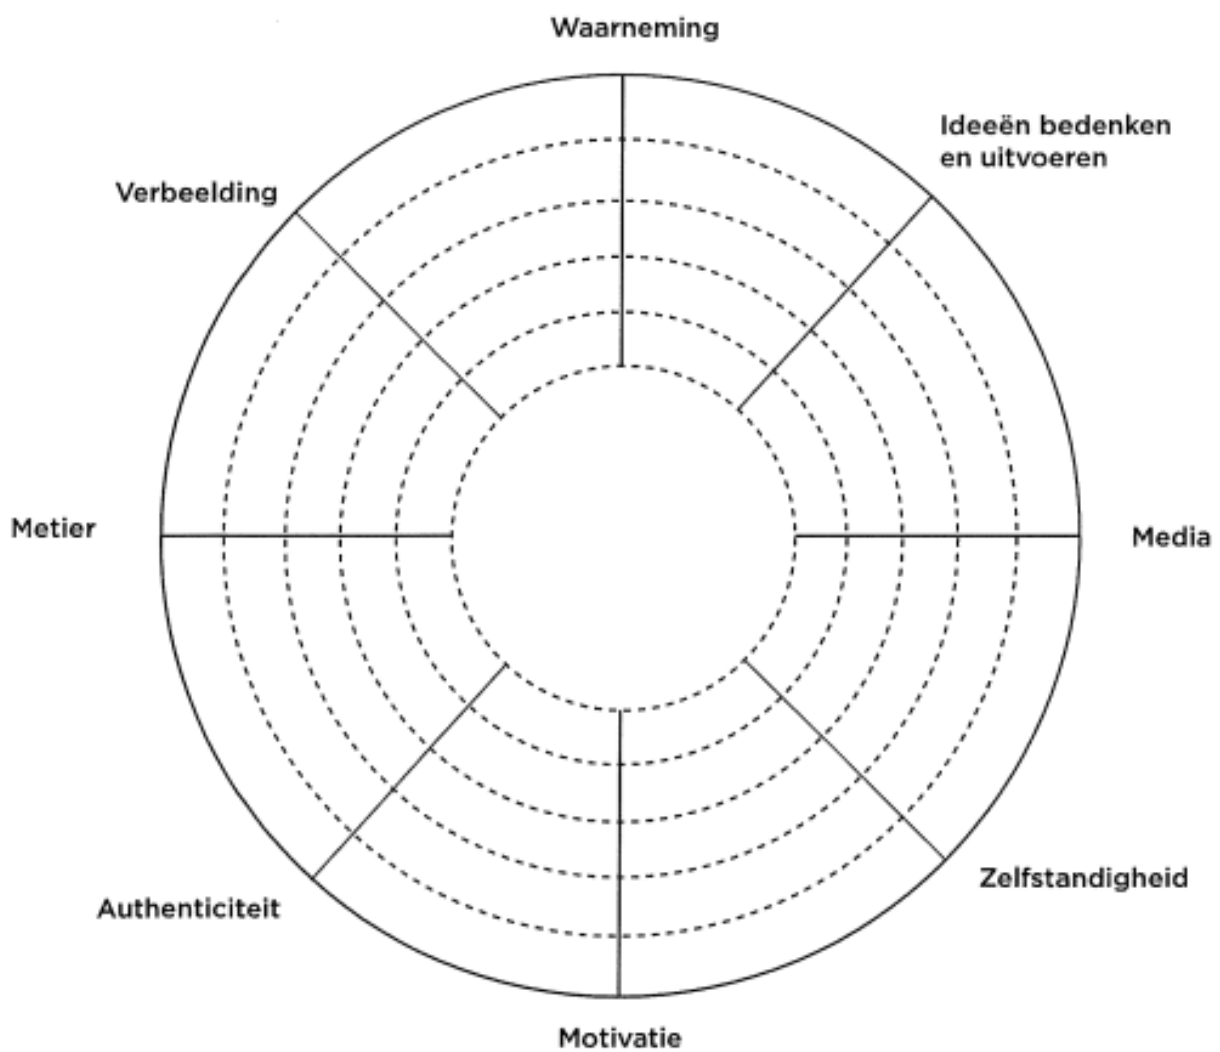 Waarneming
Ideeën bedenken
en uitvoeren
Verbeelding
Metier
Media
Zelfstandigheid
Authenticiteit
Motivatie